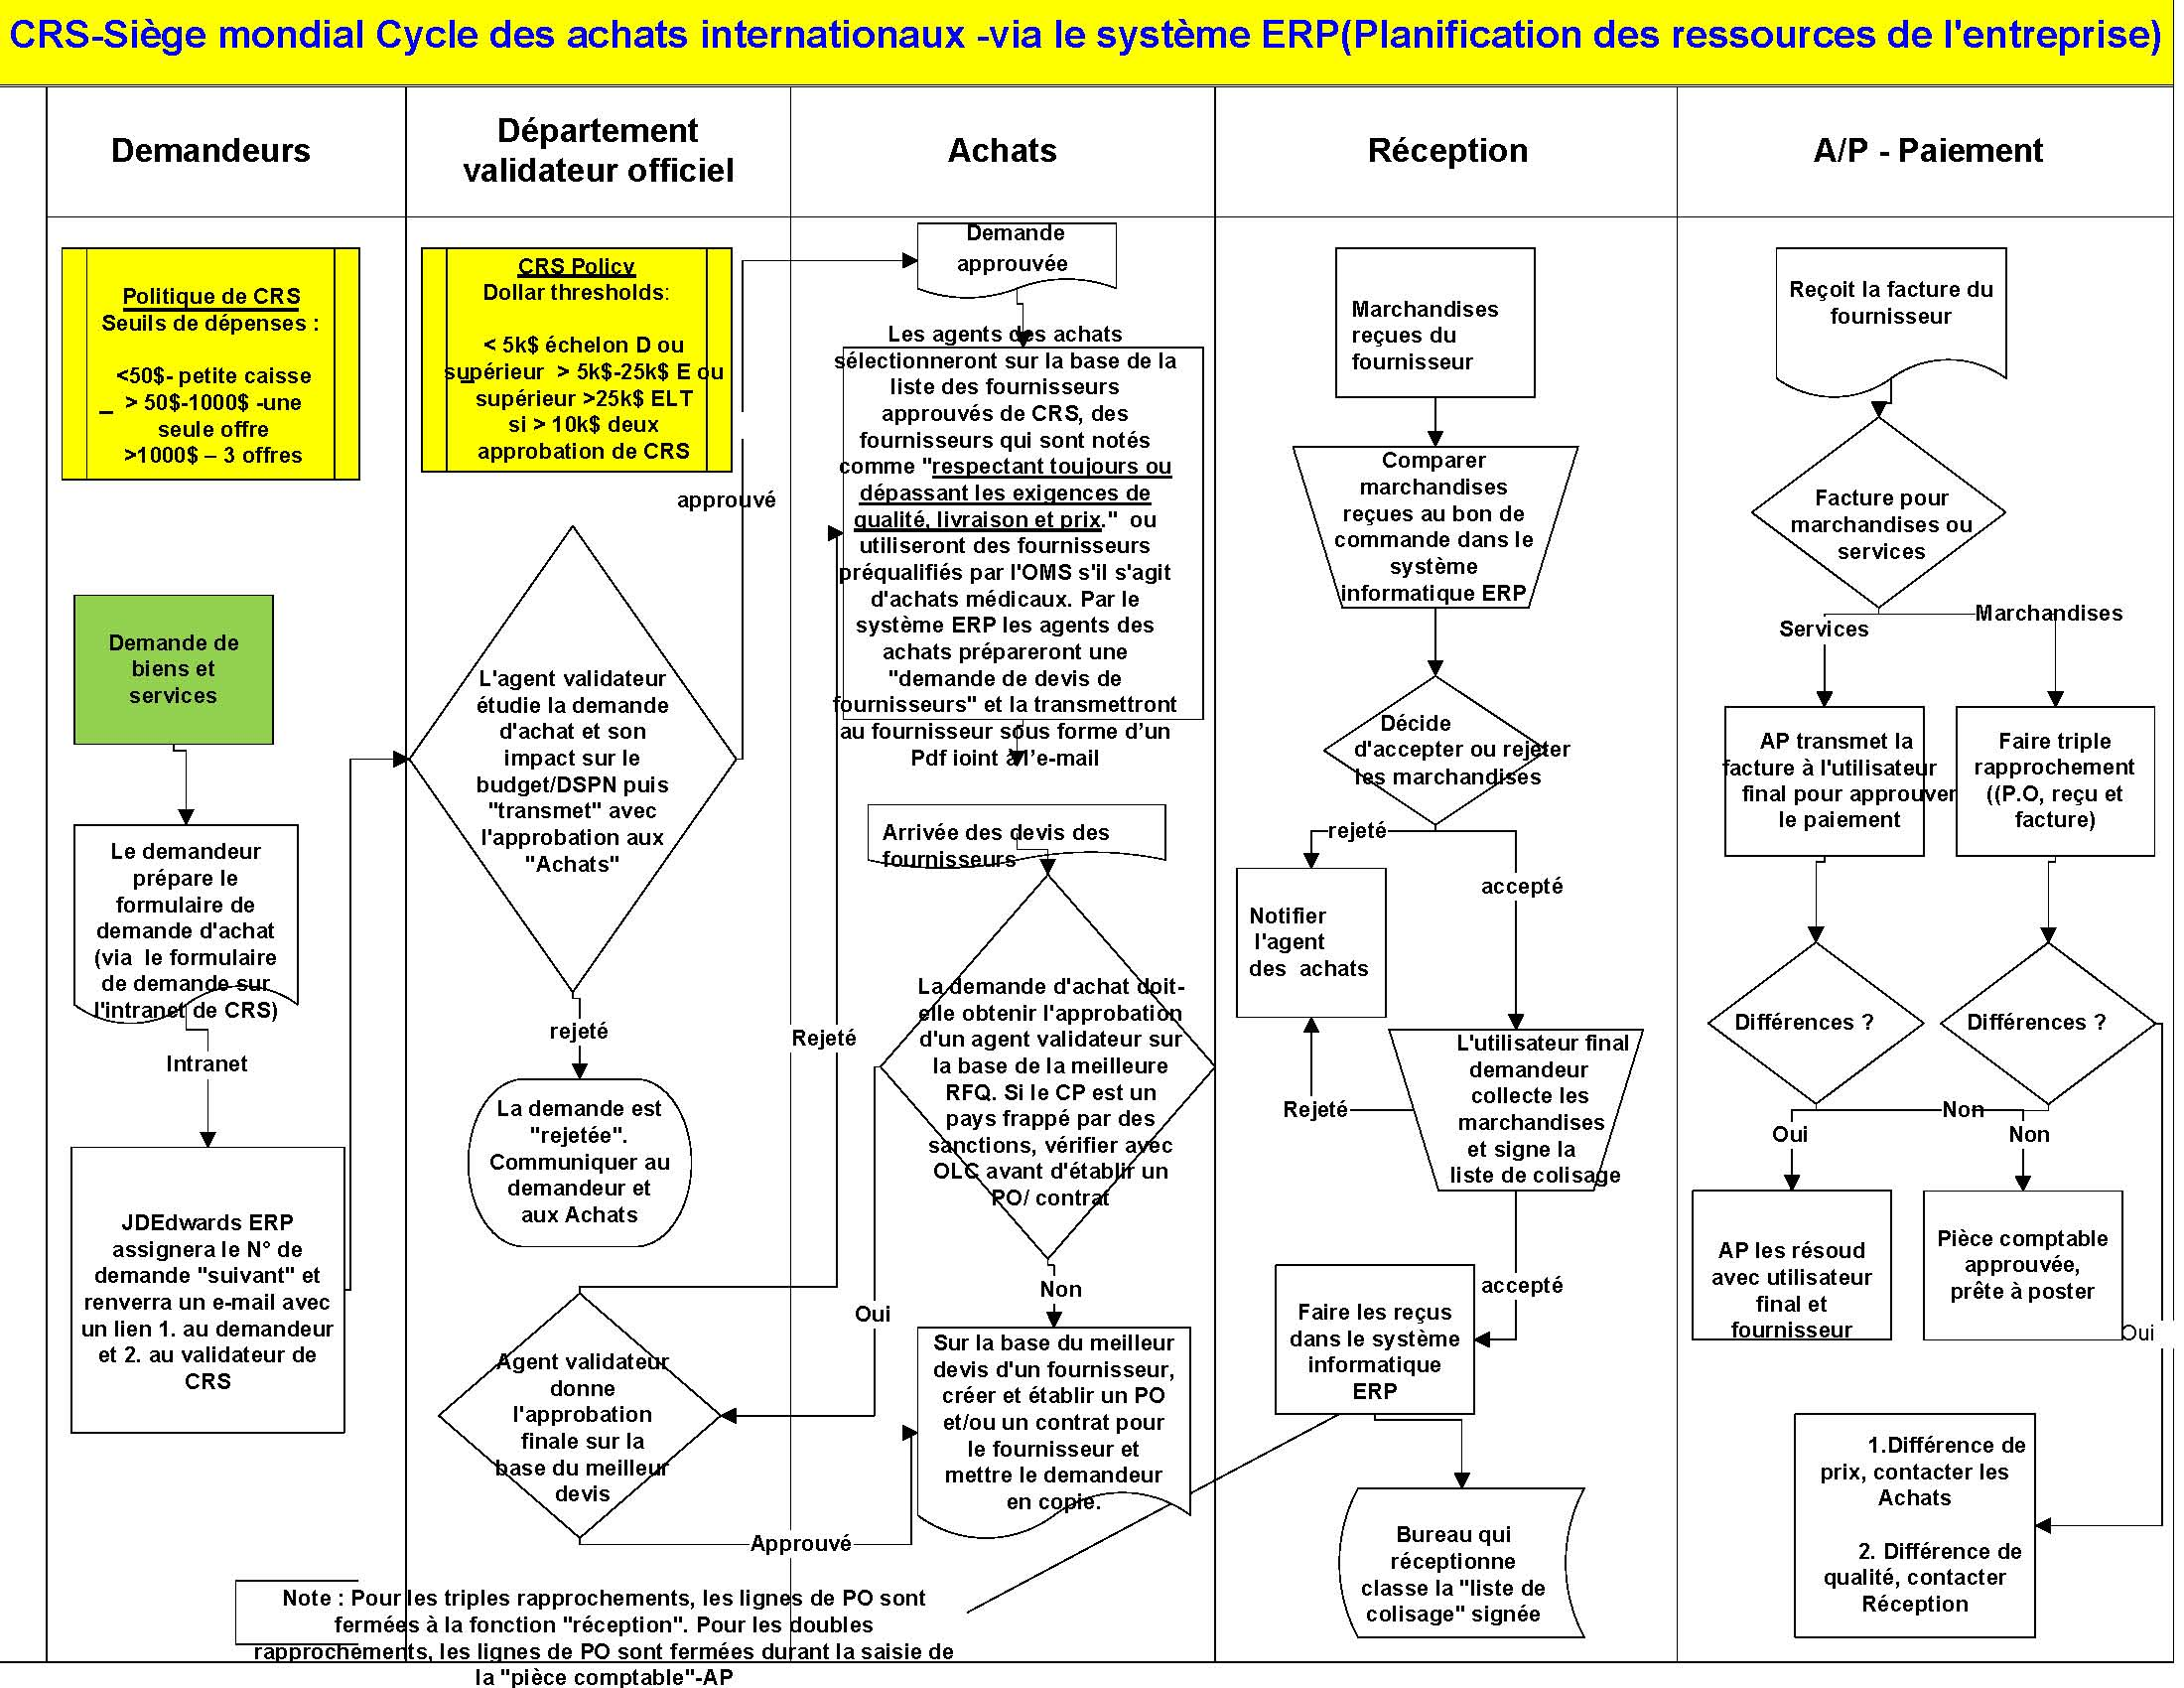 CRS-Siège mondial Cycle des achats internationaux -via le système ERP(Planification des ressources de l'entreprise)
Demandeurs
Département
validateur officiel
Achats
Réception
A/P - Paiement
Politique de CRS
Seuils de dépenses :
<50$- petite caisse
_ > 50$-1000$ -une
seule offre
>1000$ – 3 offres
Demande de
biens et
services
Le demandeur
prépare le
formulaire de
demande d'achat
(via le formulaire
de demande sur
l'intranet de CRS)
Intranet
JDEdwards ERP
assignera le N° de
demande "suivant" et
renverra un e-mail avec
un lien 1. au demandeur
et 2. au validateur de
CRS
CRS Policy
Dollar thresholds:
< 5k$ échelon D ou
supérieur > 5k$-25k$ E ou
_
supérieur >25k$ ELT
si > 10k$ deux
approbation de CRS
approuvé
L'agent validateur
étudie la demande
d'achat et son
impact sur le
budget/DSPN puis
"transmet" avec
l'approbation aux
"Achats"
rejeté
La demande est
"rejetée".
Communiquer au
demandeur et
aux Achats
Agent validateur
donne
l'approbation
finale sur la
base du meilleur
devis
Approuvé
Rejeté
Oui
Demande
approuvée
Les agents des achats
sélectionneront sur la base de la
liste des fournisseurs
approuvés de CRS, des
fournisseurs qui sont notés
comme "respectant toujours ou
dépassant les exigences de
qualité, livraison et prix." ou
utiliseront des fournisseurs
préqualifiés par l'OMS s'il s'agit
d'achats médicaux. Par le
système ERP les agents des
achats prépareront une
"demande de devis de
fournisseurs" et la transmettront
au fournisseur sous forme d’un
Pdf joint à l’e-mail
Arrivée des devis des
fournisseurs
La demande d'achat doit-
elle obtenir l'approbation
d'un agent validateur sur
la base de la meilleure
RFQ. Si le CP est un
pays frappé par des
sanctions, vérifier avec
OLC avant d'établir un
PO/ contrat
Non
Sur la base du meilleur
devis d'un fournisseur,
créer et établir un PO
et/ou un contrat pour
le fournisseur et
mettre le demandeur
en copie.
Marchandises
reçues du
fournisseur
Comparer
marchandises
reçues au bon de
commande dans le
système
informatique ERP
Décide
d'accepter ou rejeter
les marchandises
rejeté
accepté
Notifier
l'agent
des achats
Rejeté
L'utilisateur final
demandeur
collecte les
marchandises
et signe la
liste de colisage
accepté
Faire les reçus
dans le système
informatique
ERP
Bureau qui
réceptionne
classe la "liste de
colisage" signée
Reçoit la facture du
fournisseur
Facture pour
marchandises ou
services
Services
Marchandises
AP transmet la
facture à l'utilisateur
final pour approuver
le paiement
Faire triple
rapprochement
((P.O, reçu et
facture)
Différences ?
Différences ?
Non
Oui
Non
AP les résoud
avec utilisateur
final et
fournisseur
Pièce comptable
approuvée,
prête à poster
Oui
1.Différence de
prix, contacter les
Achats
2. Différence de
qualité, contacter
Réception
Note : Pour les triples rapprochements, les lignes de PO sont
fermées à la fonction "réception". Pour les doubles
rapprochements, les lignes de PO sont fermées durant la saisie de
la "pièce comptable"-AP